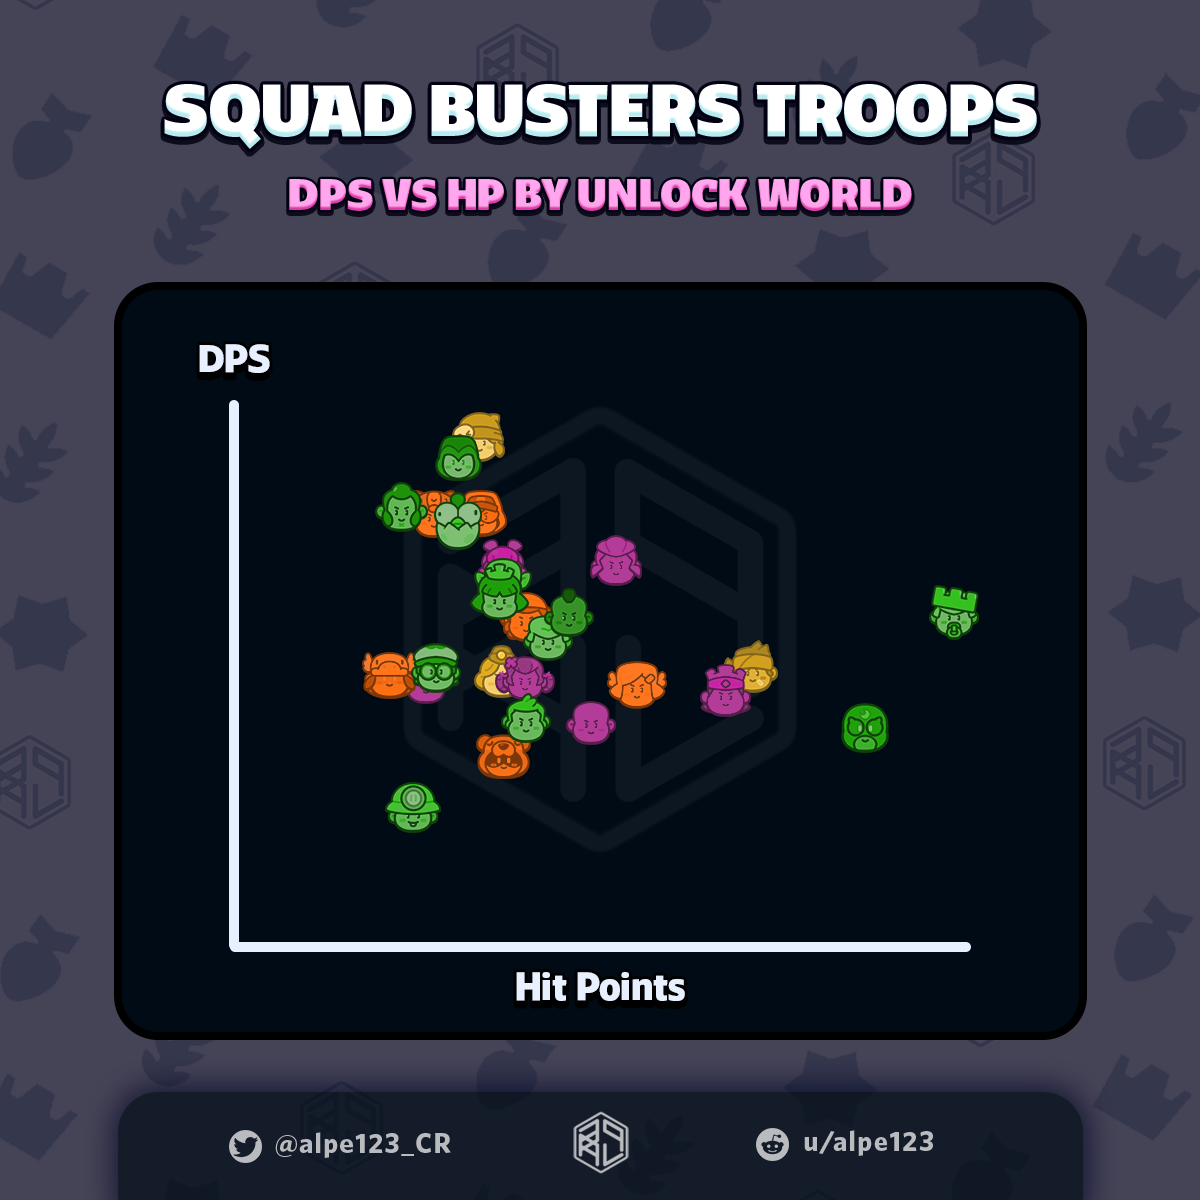 SQUAD BUSTERS TROOPS
DPS VS HP BY UNLOCK WORLD
DPS
Hit Points
@alpe123_CR
u/alpe123